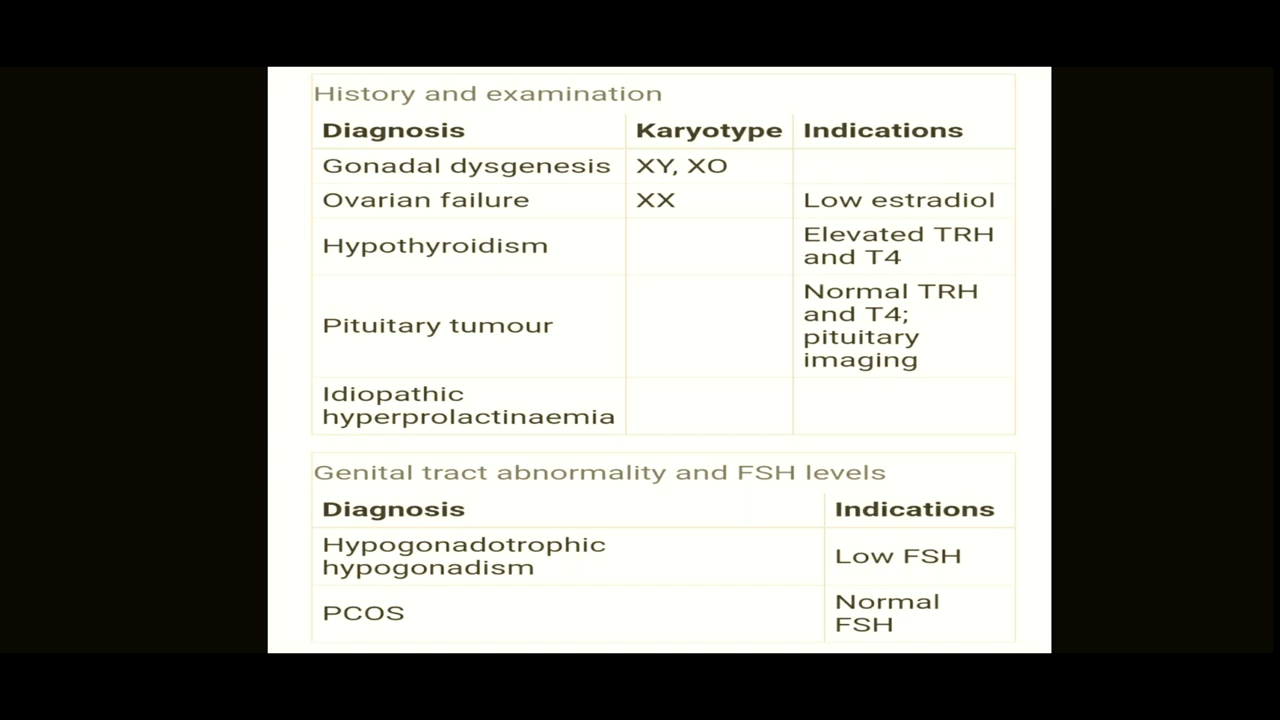 History and examination
Diagnosis Karyotype Indications
Gonadal dysgenesis XY, XO
Ovarian failure XX Low estradiol
Hypothyroidism Elevated TRH
and T4
Pituitary tumour Normal TRH
and T4;
pituitary
imaging
Idiopathic
hyperprolactinaemia
Genital tract abnormality and FSH levels
Diagnosis Indications
Hypogonadotrophic
hypogonadism
Low FSH
PCOS
Normal
FSH